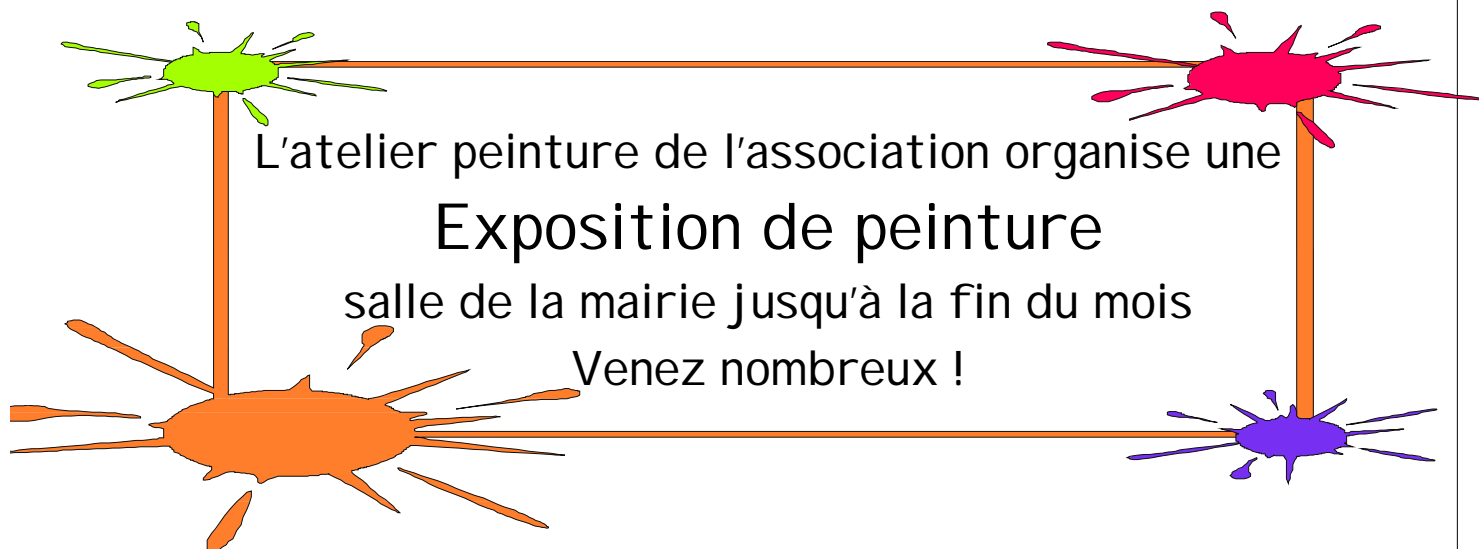 L'atelier peinture de l'association organise une
Exposition de peinture
salle de la mairie jusqu'à la fin du mois
Venez nombreux !